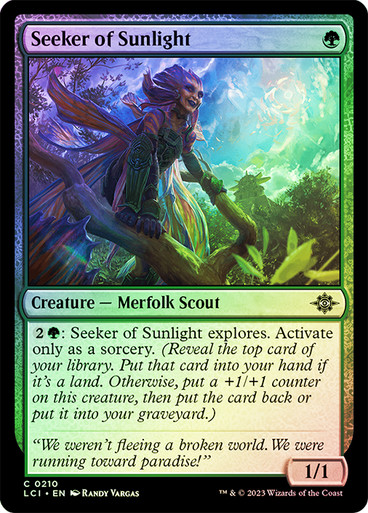 Seeker of Sunlight
Creature — Merfolk Scout
2 : Seeker of Sunlight explores. Activate
only as a sorcery. (Reveal the top card of
your library. Put that card into your hand if
it's a land. Otherwise, put a +1/+1 counter
on this creature, then put the card back or
put it into your graveyard.)
“We weren't fleeing a broken world. We were
running toward paradise!”
1/1
C 0210
LCI • EN Randy Vargas
™ & © 2023 Wizards of the Coast